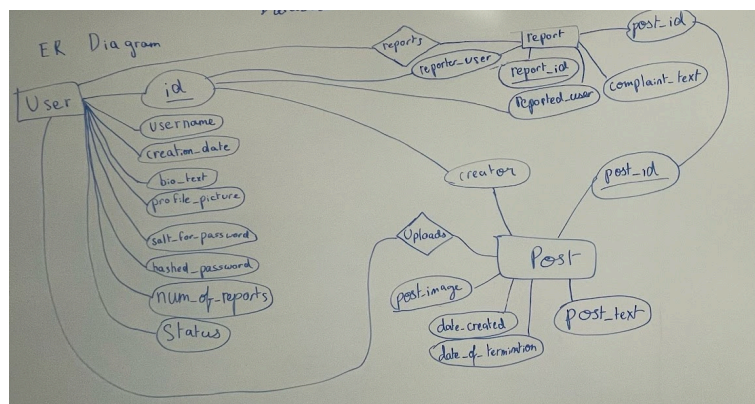 ER Diagram
User
id
username
creation_date
bio_text
profile_picture
salt_for_password
hashed_password
num_of_reports
Status
reports
report
reporter_user
report_id
reported_user
complaint_text
post_id
creator
post_id
Uploads
Post
post_image
date_created
date_of_termintion
post_text